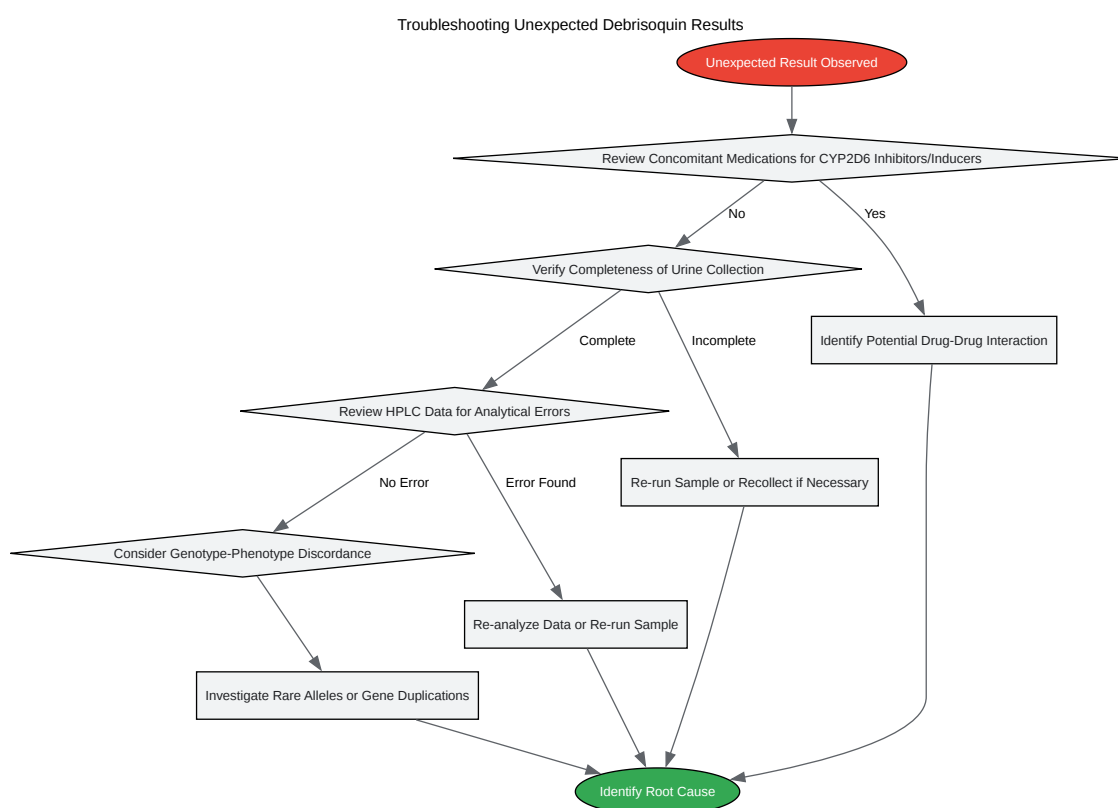 Troubleshooting Unexpected Debrisoquin Results
Unexpected Result Observed
Review Concomitant Medications for CYP2D6 Inhibitors/Inducers
No
Yes
Verify Completeness of Urine Collection
Complete
Incomplete
Identify Potential Drug-Drug Interaction
Review HPLC Data for Analytical Errors
No Error
Error Found
Re-run Sample or Recollect if Necessary
Consider Genotype-Phenotype Discordance
Re-analyze Data or Re-run Sample
Investigate Rare Alleles or Gene Duplications
Identify Root Cause